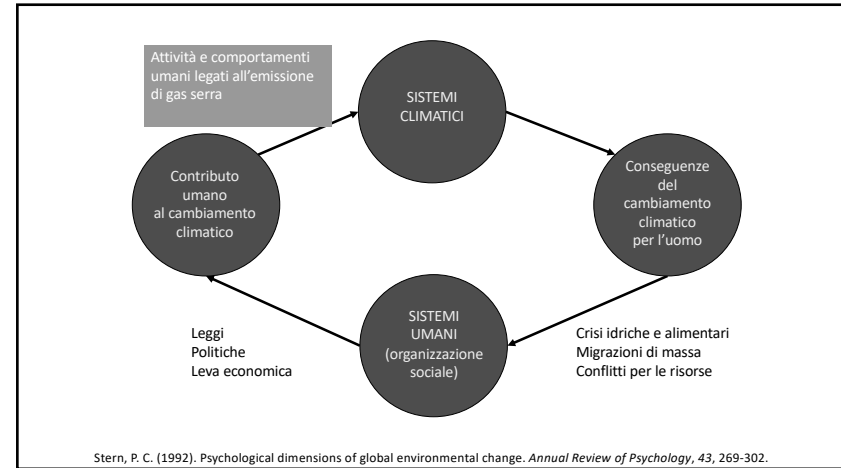 Attività e comportamenti
umani legati all’emissione
di gas serra
SISTEMI
CLIMATICI
Contributo
umano
al cambiamento
climatico
Conseguenze
del
cambiamento
climatico
per l’uomo
SISTEMI
UMANI
(organizzazione
sociale)
Leggi
Politiche
Leva economica
Crisi idriche e alimentari
Migrazioni di massa
Conflitti per le risorse
Stern, P. C. (1992). Psychological dimensions of global environmental change. Annual Review of Psychology, 43, 269-302.